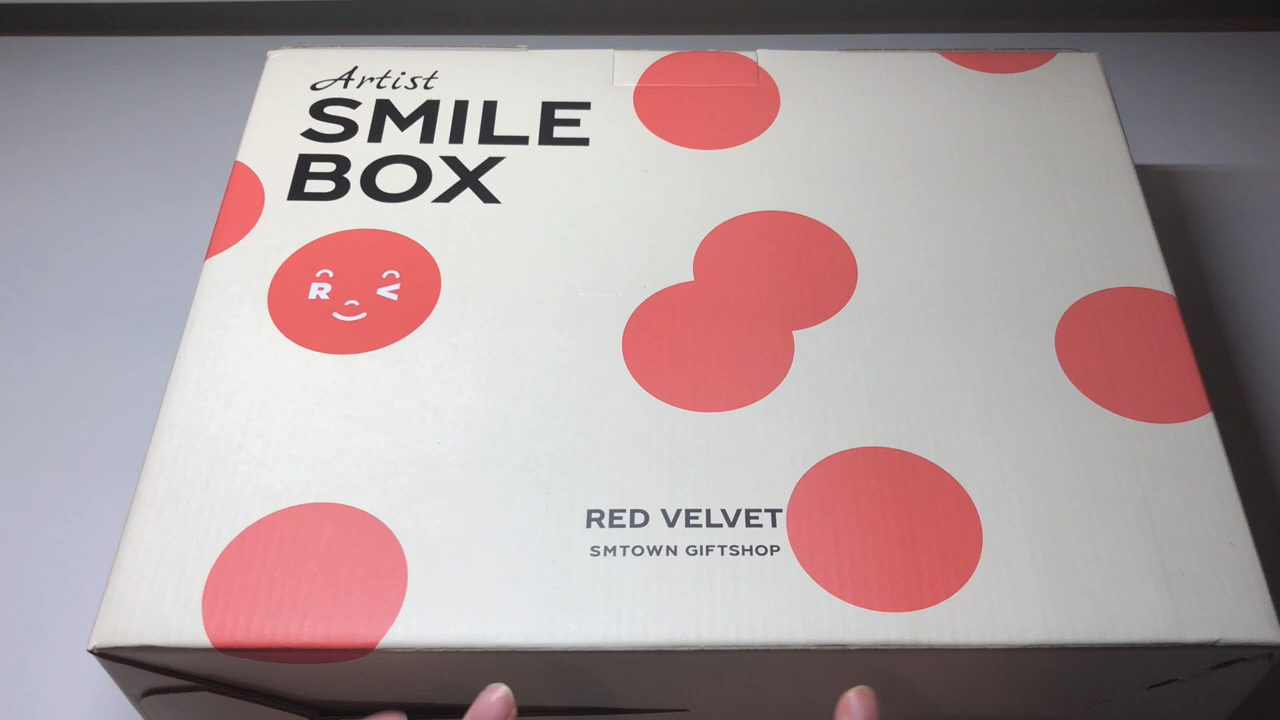 Artist
SMILE
BOX
R V
RED VELVET
SMTOWN GIFTSHOP